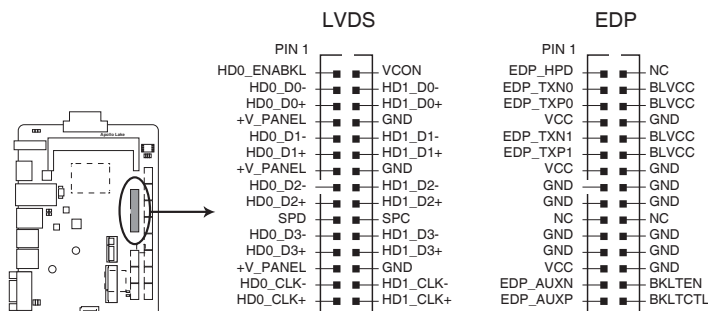 LVDS
EDP
PIN 1
PIN 1
HD0_ENABKL VCON
HD0_D0- HD1_D0-
HD0_D0+ HD1_D0+
+V_PANEL GND
HD0_D1- HD1_D1-
HD0_D1+ HD1_D1+
+V_PANEL GND
HD0_D2- HD1_D2-
HD0_D2+ HD1_D2+
SPD SPC
HD0_D3- HD1_D3-
HD0_D3+ HD1_D3+
+V_PANEL GND
HD0_CLK- HD1_CLK-
HD0_CLK+ HD1_CLK+
EDP_HPD NC
EDP_TXN0 BLVCC
EDP_TXP0 BLVCC
VCC GND
EDP_TXN1 BLVCC
EDP_TXP1 BLVCC
VCC GND
GND GND
GND GND
NC NC
GND GND
GND GND
VCC GND
EDP_AUXN BKLTEN
EDP_AUXP BKLTCTL
Apollo Lake